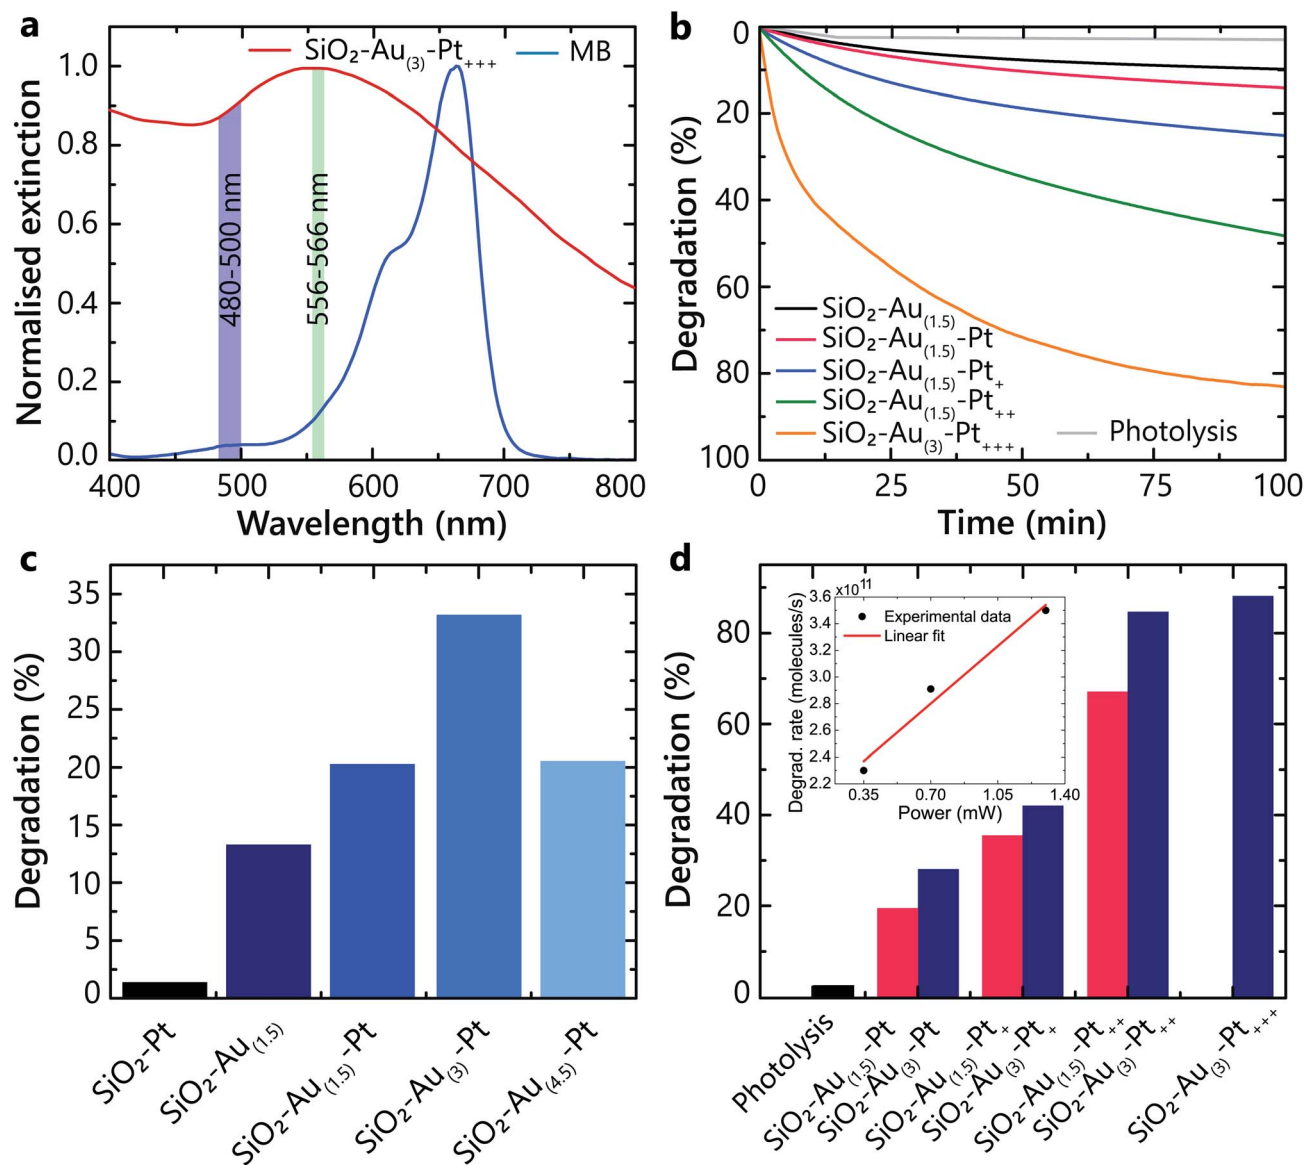 a
SiO₂-Au₍₃₎-Pt₊₊₊ MB
1.0
0.8
0.6
0.4
0.2
0.0
Normalised extinction
480-500 nm
556-566 nm
400 500 600 700 800
Wavelength (nm)
b
0
20
40
60
80
100
Degradation (%)
SiO₂-Au₍₁.₅₎
SiO₂-Au₍₁.₅₎-Pt
SiO₂-Au₍₁.₅₎-Pt₊
SiO₂-Au₍₁.₅₎-Pt₊₊
SiO₂-Au₍₃₎-Pt₊₊₊
Photolysis
0 25 50 75 100
Time (min)
c
35
30
25
20
15
10
5
0
Degradation (%)
SiO₂-Pt
SiO₂-Au₍₁.₅₎
SiO₂-Au₍₁.₅₎-Pt
SiO₂-Au₍₃₎-Pt
SiO₂-Au₍₄.₅₎-Pt
d
80
60
40
20
0
Degradation (%)
x10¹¹
3.6
3.4
3.2
3.0
2.8
2.6
2.4
2.2
Degrad. rate (molecules/s)
Experimental data
Linear fit
0.35 0.70 1.05 1.40
Power (mW)
Photolysis
SiO₂-Au₍₁.₅₎-Pt
SiO₂-Au₍₃₎-Pt
SiO₂-Au₍₁.₅₎-Pt₊
SiO₂-Au₍₃₎-Pt₊
SiO₂-Au₍₁.₅₎-Pt₊₊
SiO₂-Au₍₃₎-Pt₊₊
SiO₂-Au₍₃₎-Pt₊₊₊